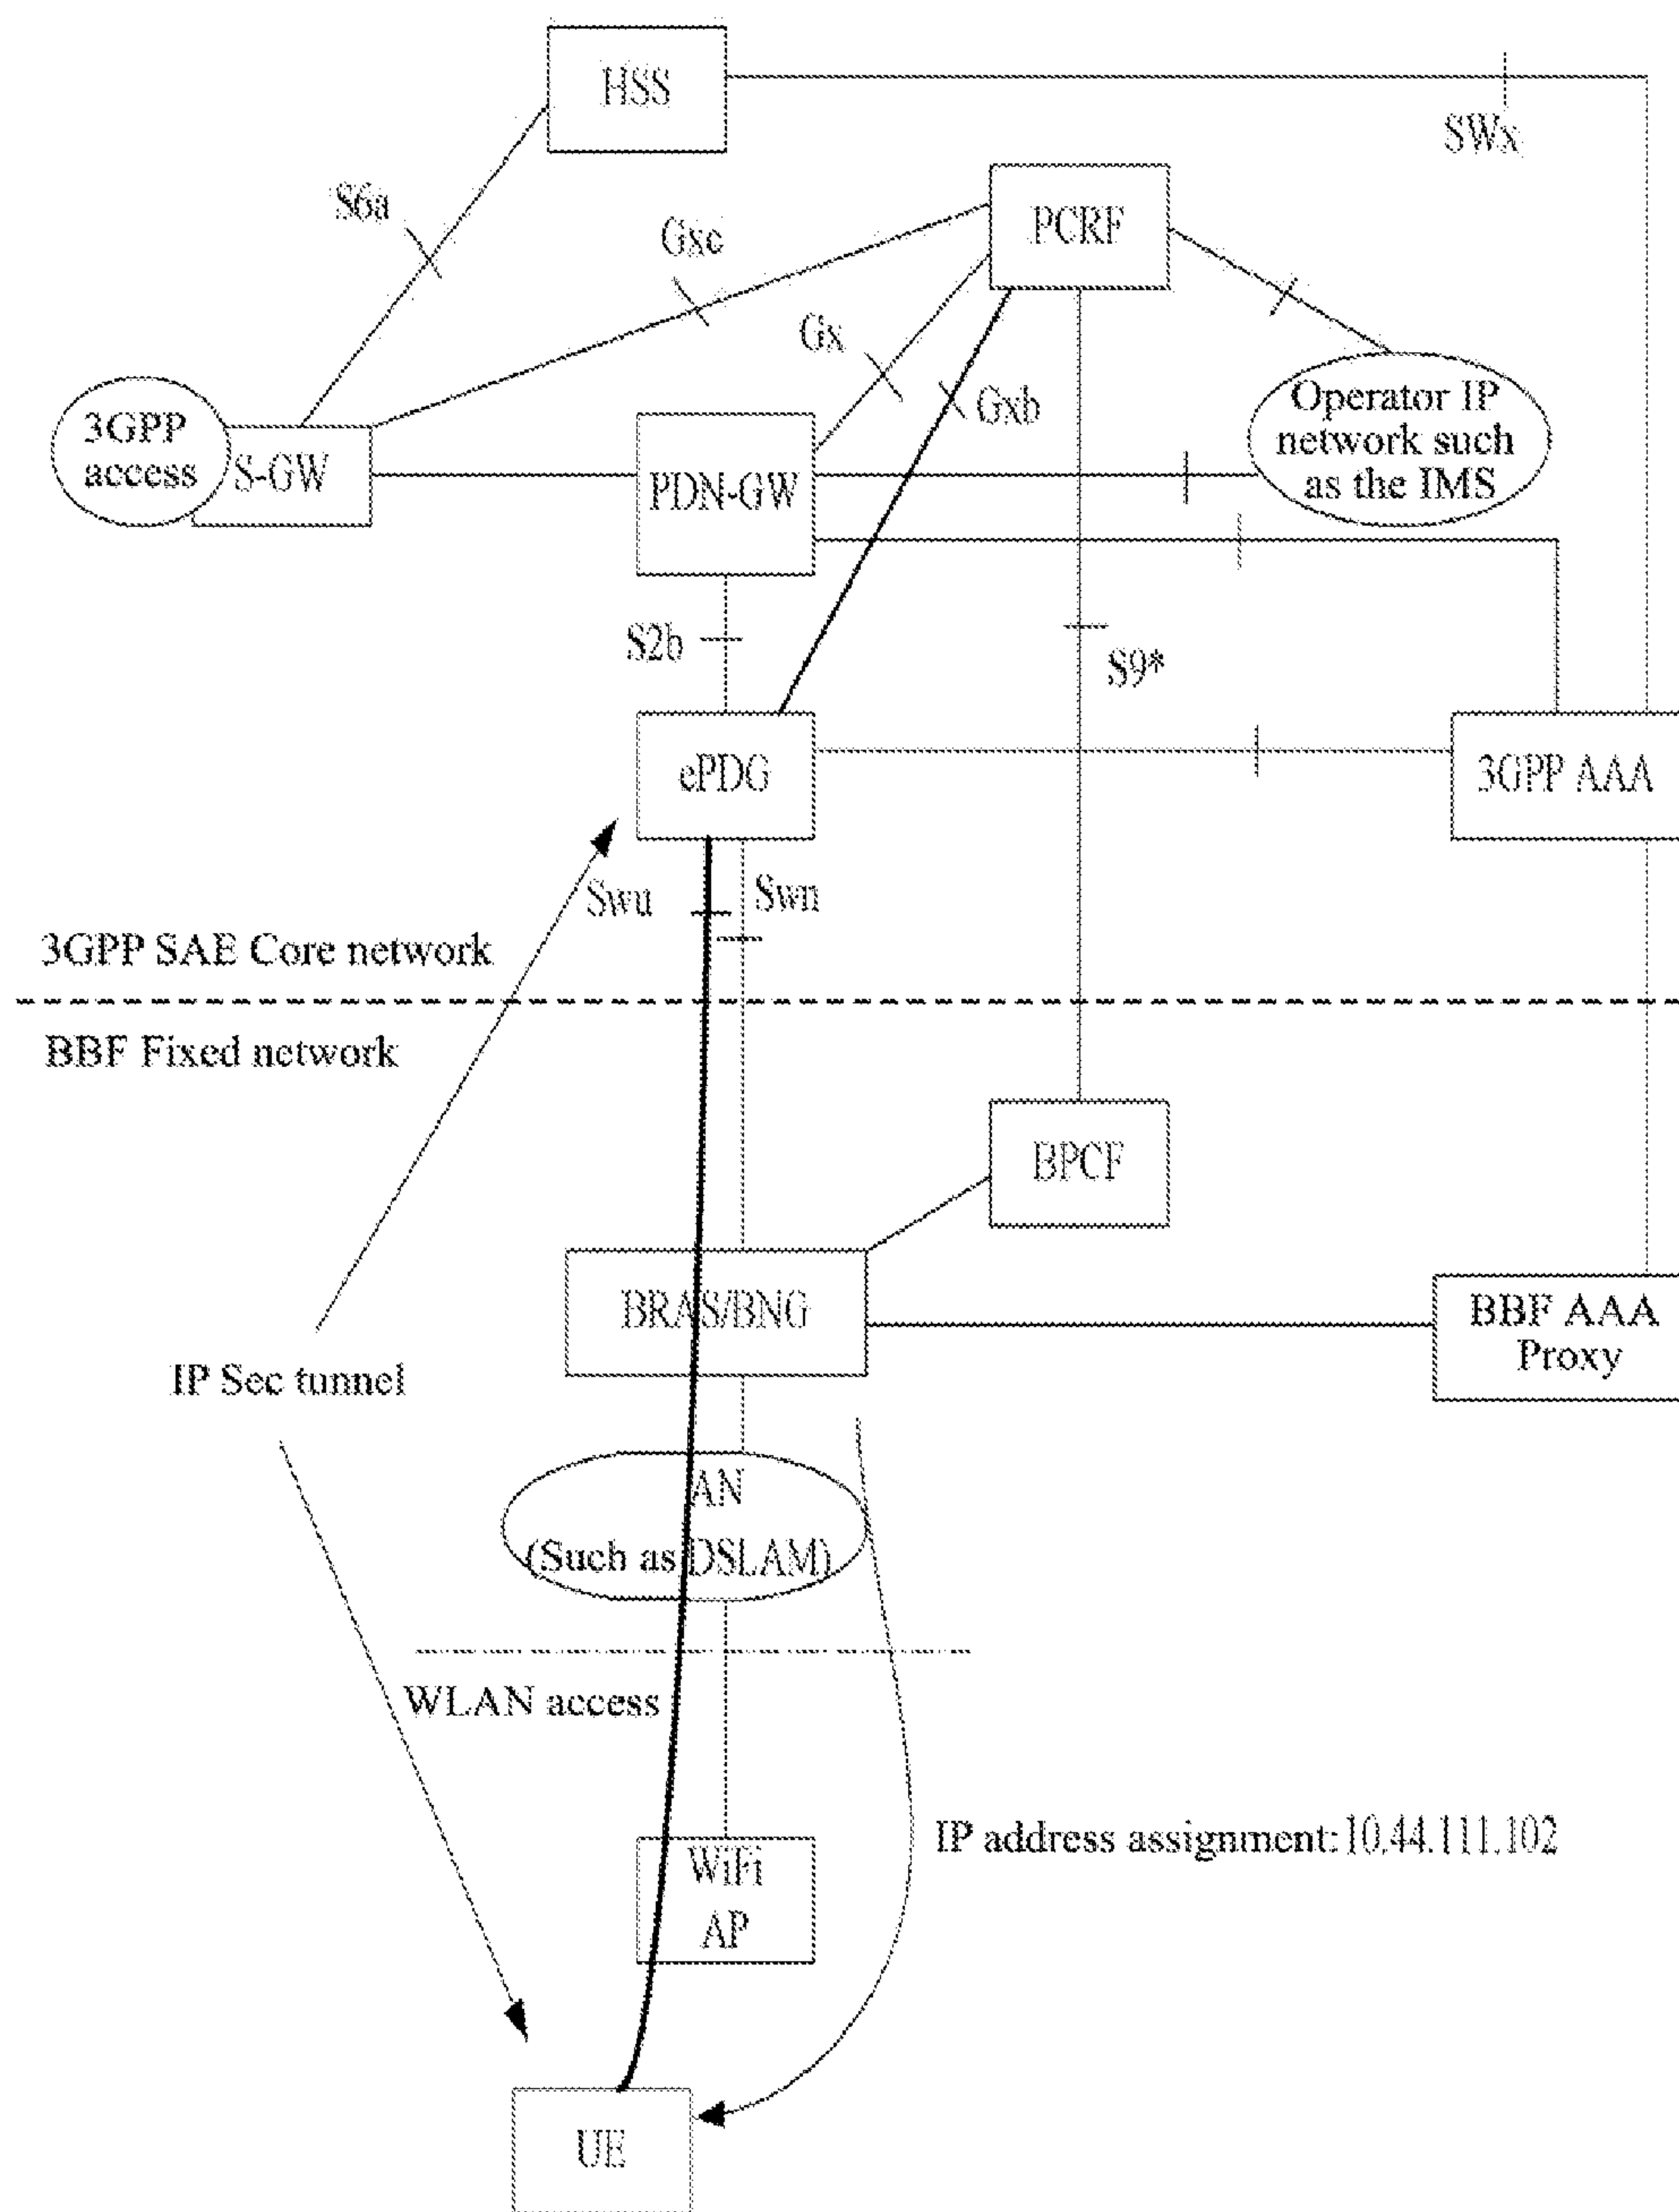 HSS
SWx
S6a
PCRF
Gxc
Gx
Gxb
3GPP
access
S-GW
PDN-GW
Operator IP
network such
as the IMS
S2b
S9*
ePDG
3GPP AAA
Swu
Swn
3GPP SAE Core network
BBF Fixed network
BPCF
BRAS/BNG
BBF AAA
Proxy
IP Sec tunnel
AN
(Such as DSLAM)
WLAN access
IP address assignment:10.44.111.102
WiFi
AP
UE